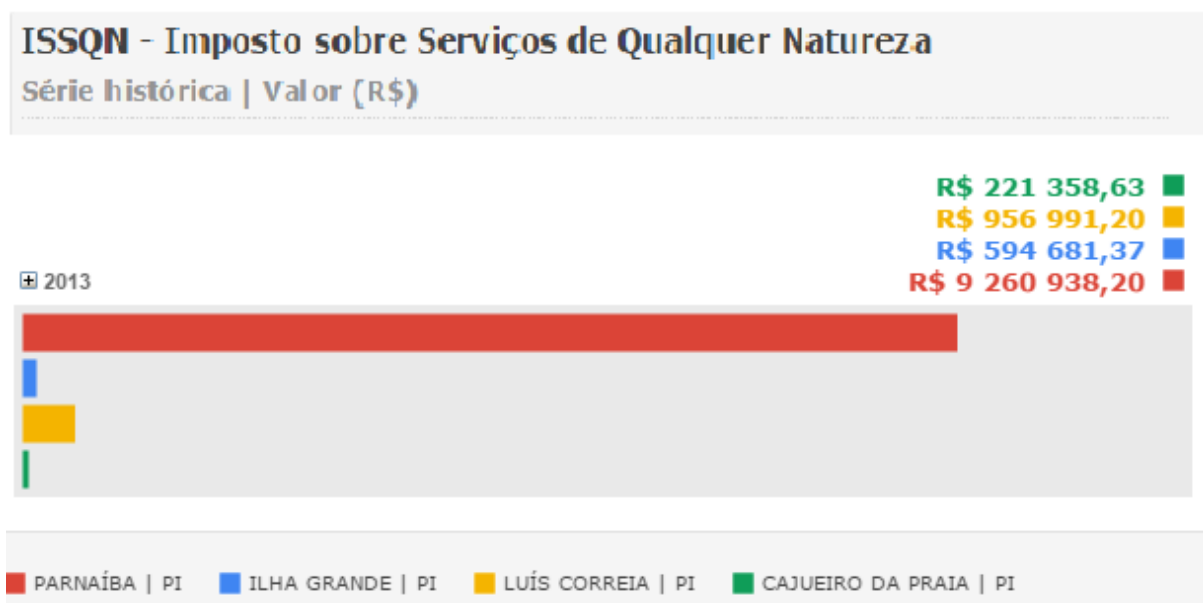 ISSQN - Imposto sobre Serviços de Qualquer Natureza
Série histórica | Valor (R$)
R$ 221 358,63
R$ 956 991,20
R$ 594 681,37
2013
R$ 9 260 938,20
PARNAÍBA | PI ILHA GRANDE | PI LUÍS CORREIA | PI CAJUEIRO DA PRAIA | PI